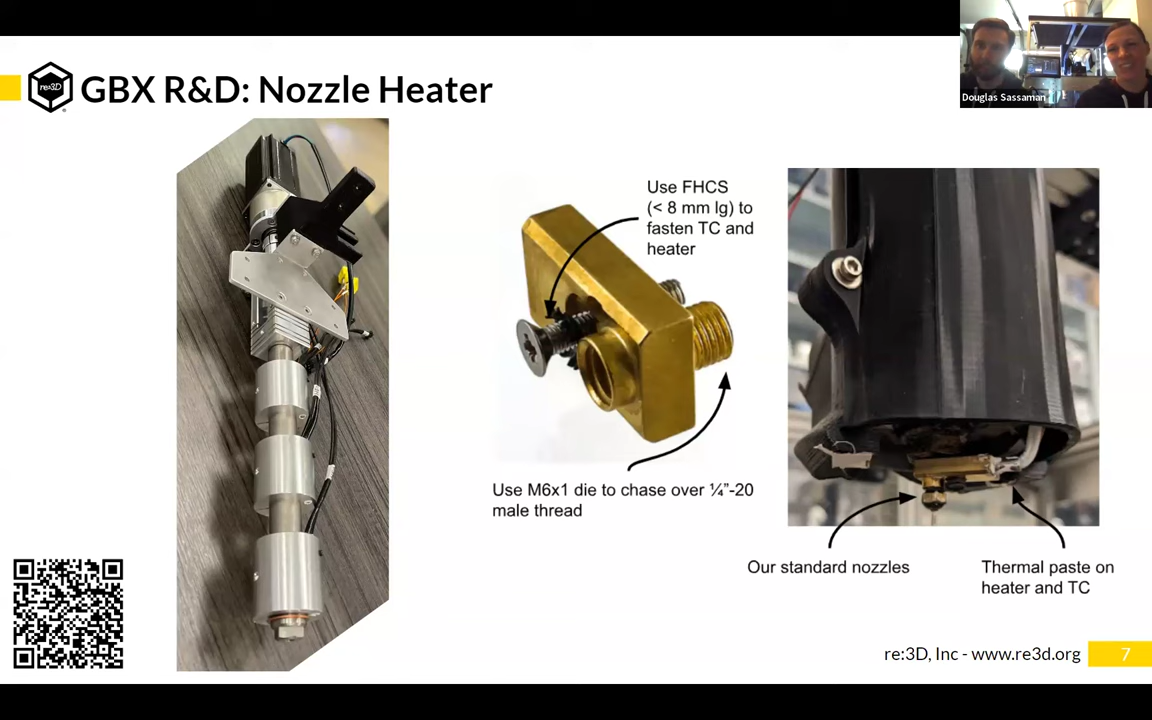 Douglas Sassaman
re:3D
GBX R&D: Nozzle Heater
Use FHCS
(< 8 mm lg) to
fasten TC and
heater
Use M6x1 die to chase over ¼”-20
male thread
Our standard nozzles
Thermal paste on
heater and TC
re:3D, Inc - www.re3d.org
7